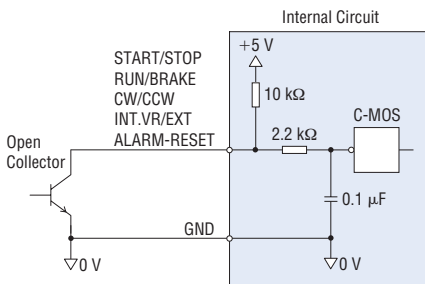 Internal Circuit
+5 V
START/STOP
RUN/BRAKE
CW/CCW
INT.VR/EXT
ALARM-RESET
10 kΩ
C-MOS
2.2 kΩ
Open
Collector
0.1 µF
GND
0 V
0 V